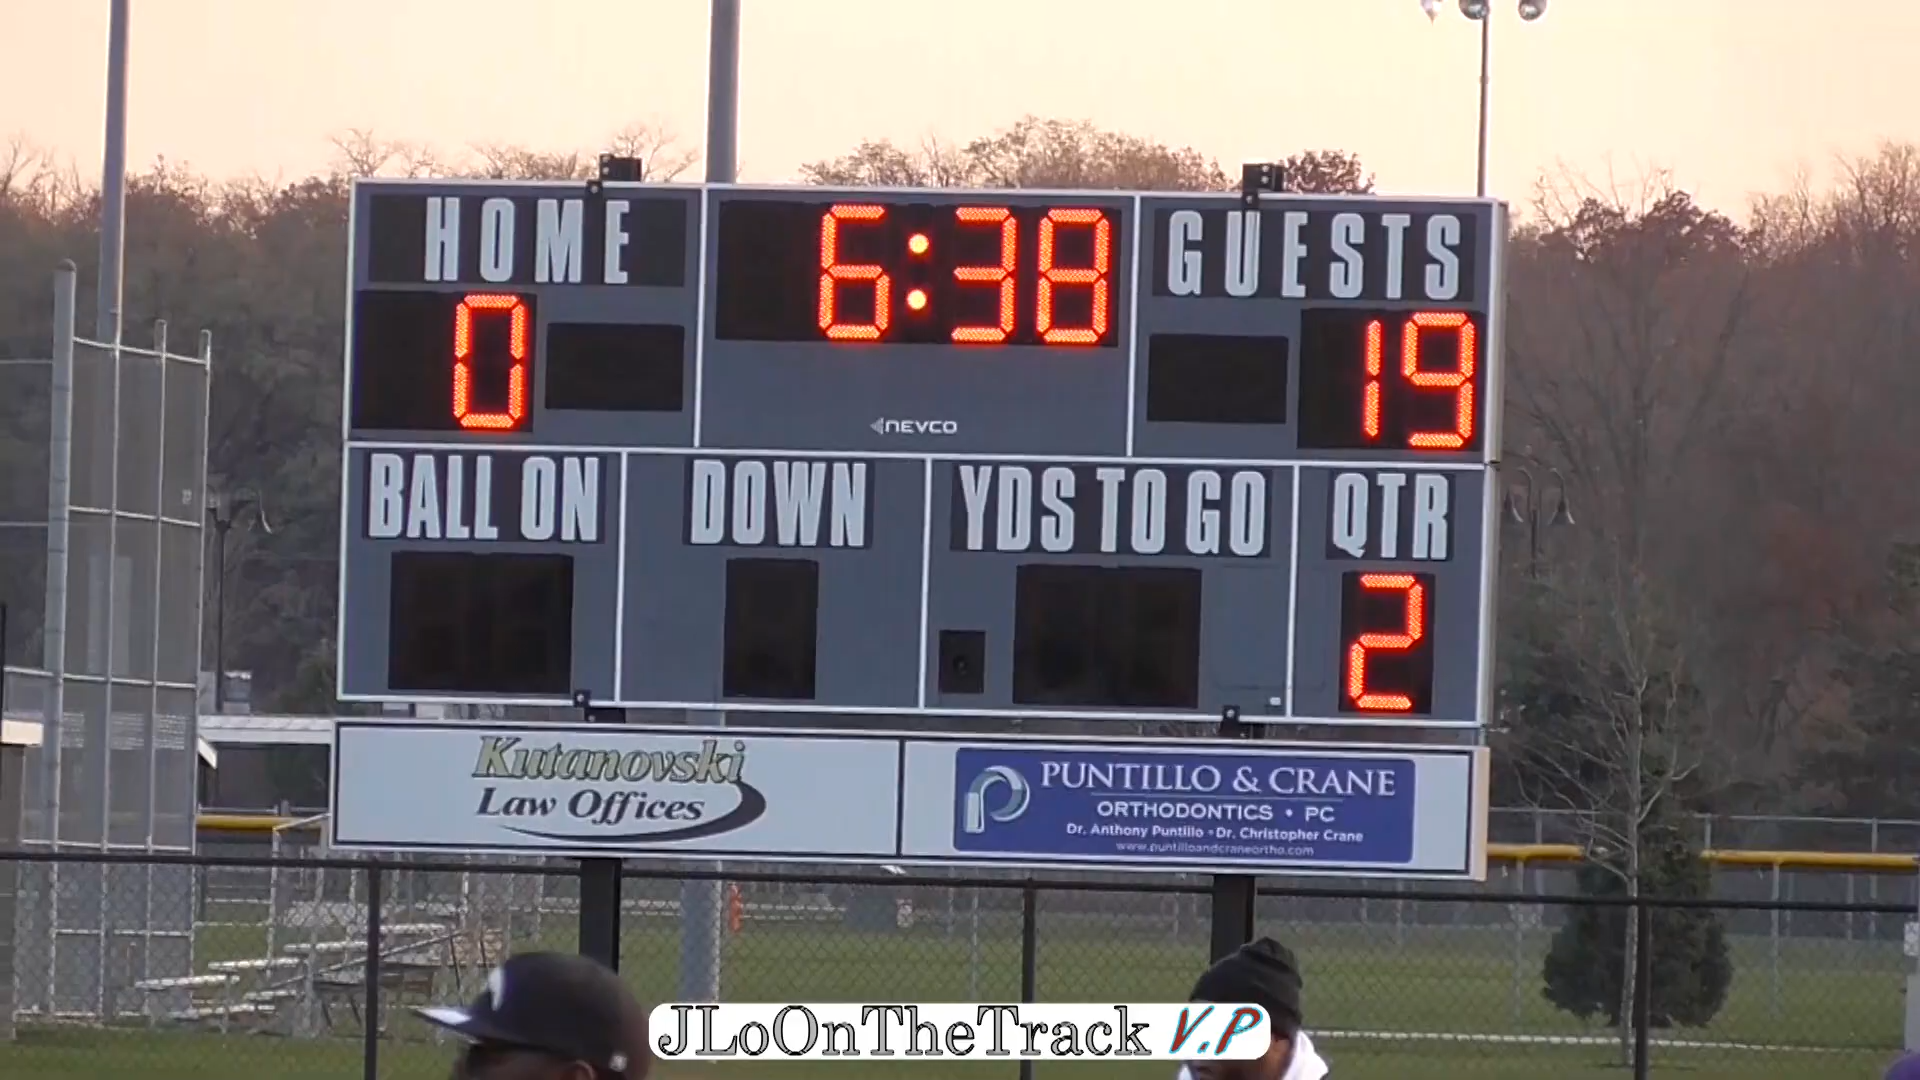 HOME 6:38 GUESTS
0 19
NEVCO
BALL ON DOWN YDS TO GO QTR
2
Kutanovski
Law Offices
PUNTILLO & CRANE
ORTHODONTICS • PC
Dr. Anthony Puntillo • Dr. Christopher Crane
www.puntilloandcraneortho.com
JLoOnTheTrack V.P